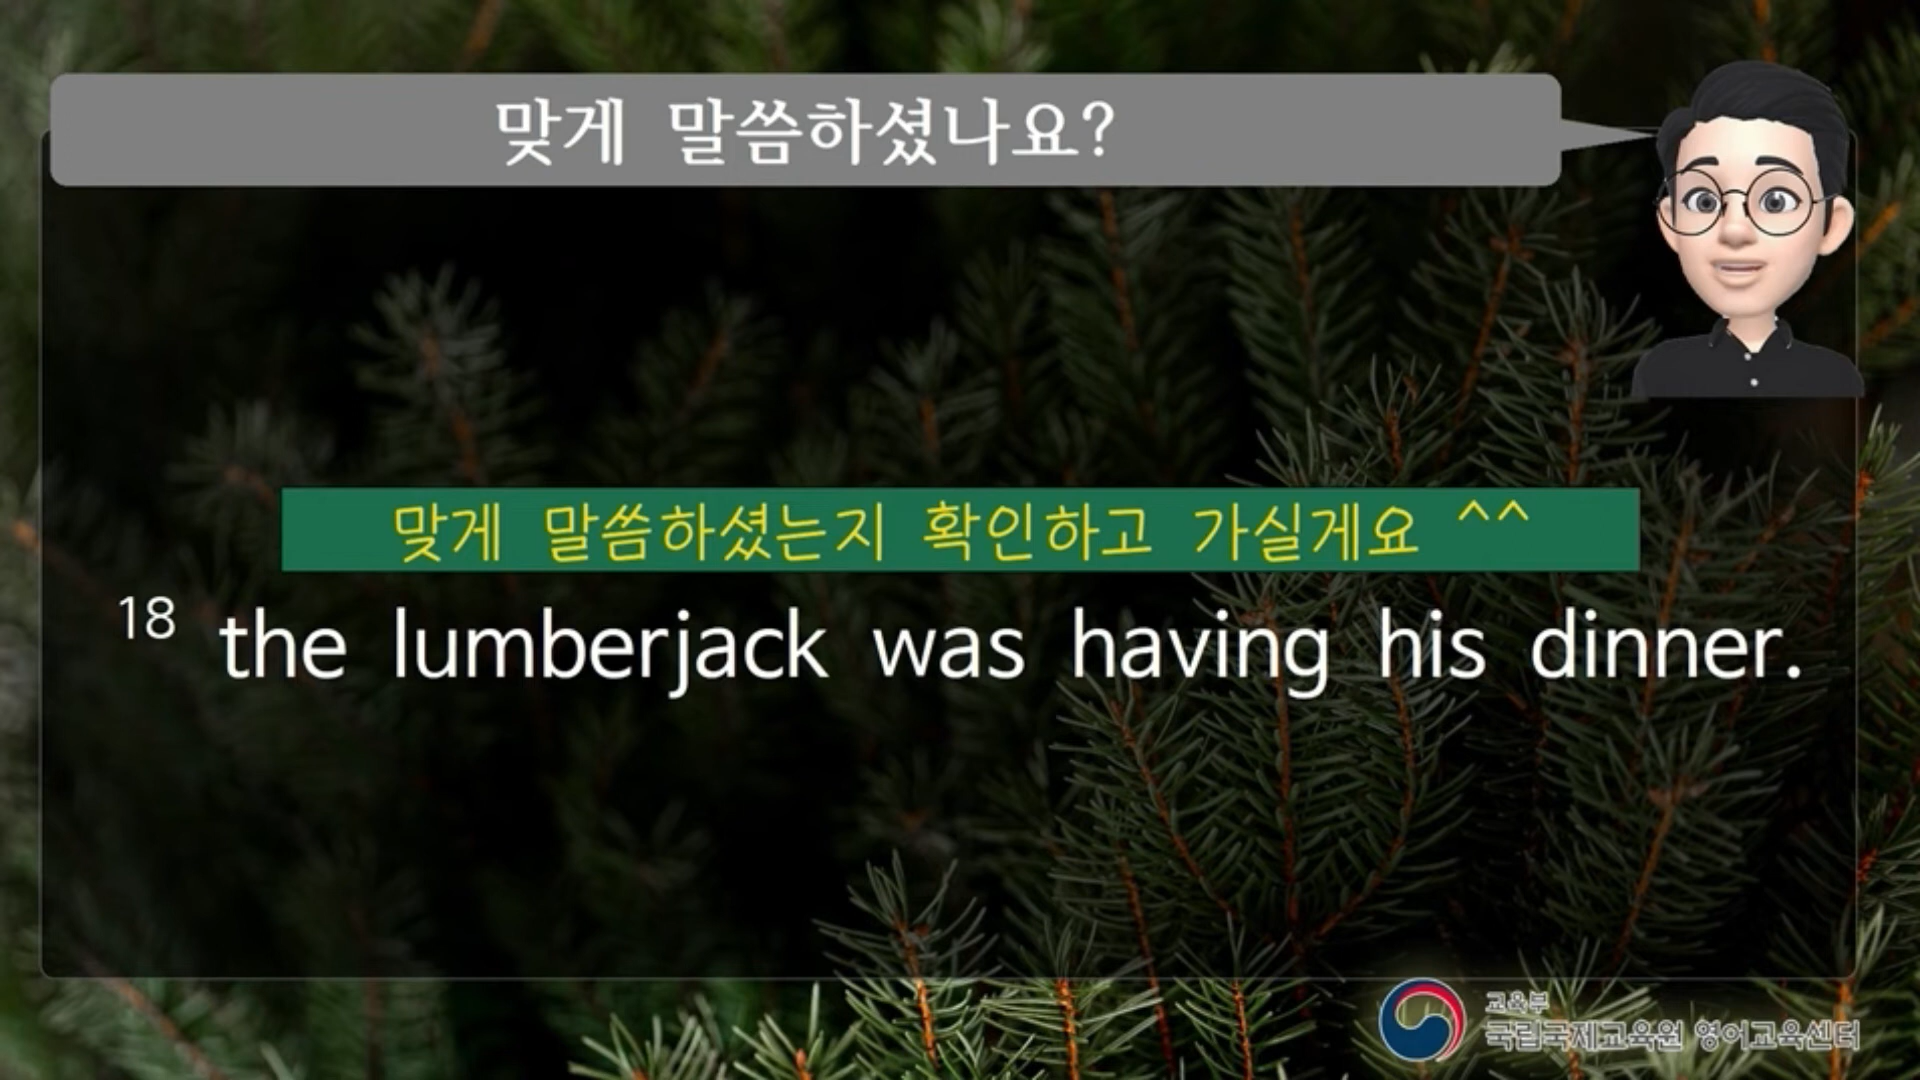 맞게 말씀하셨나요?
맞게 말씀하셨는지 확인하고 가실게요 ^^
18 the lumberjack was having his dinner.
교육부
국립국제교육원 영어교육센터